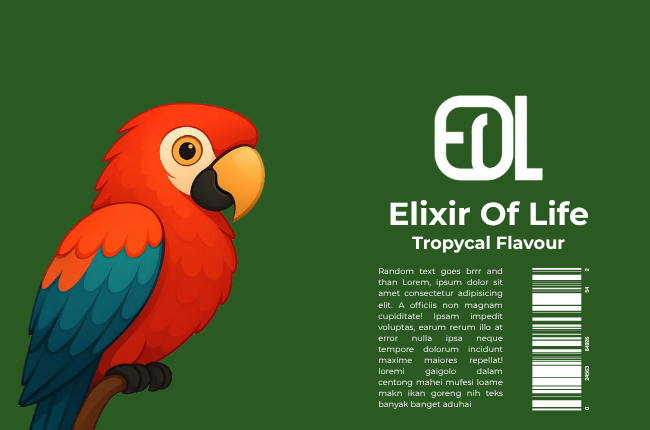 EOL
Elixir Of Life
Tropycal Flavour
Random text goes brrr and
than Lorem, ipsum dolor sit
amet consectetur adipisicing
elit. A officiis non magnam
cupiditate! Ipsam impedit
voluptas, earum rerum illo at
error nulla ipsa neque
tempore dolorum incidunt
maxime maiores repellat!
loremi gaigolo dalam
centong mahei mufesi loame
makn ikan goreng nih teks
banyak banget aduhai